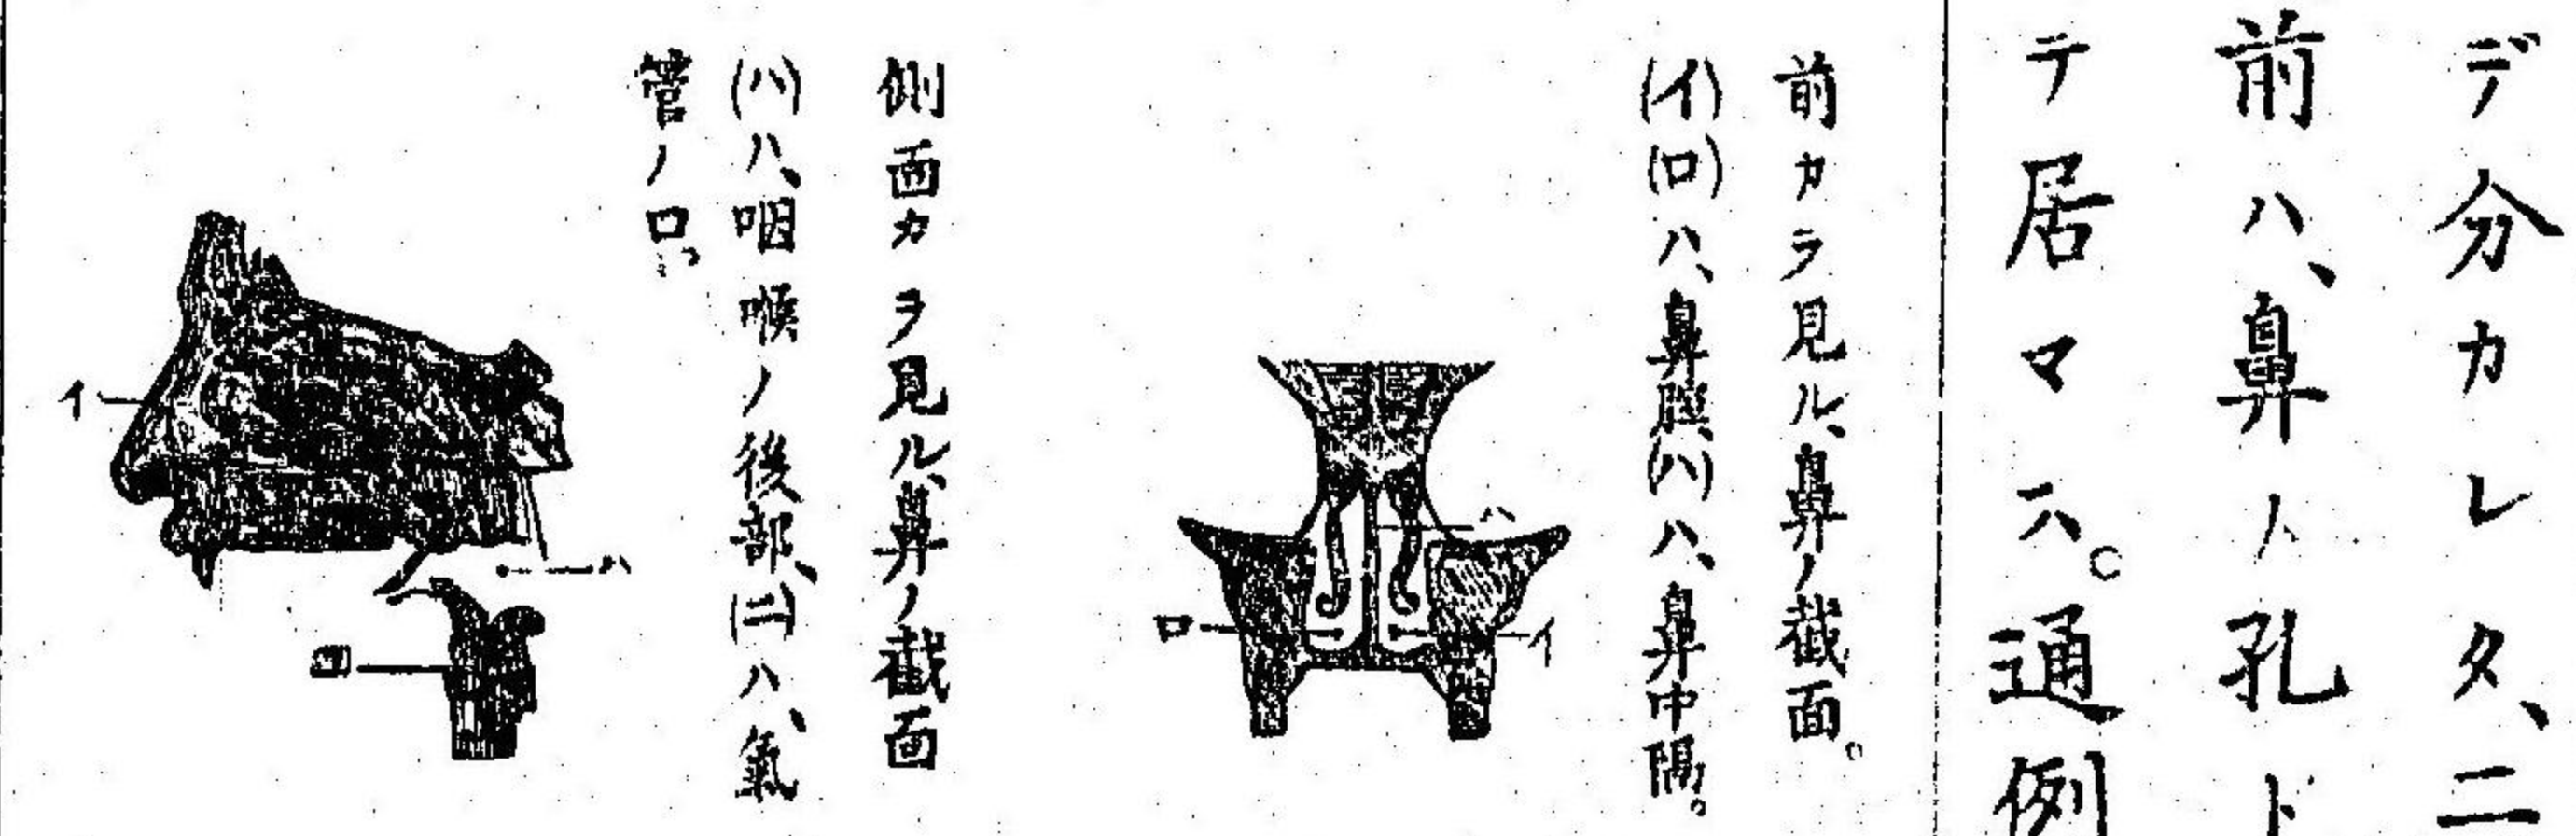 デ分カレタ、二
前ハ、鼻ノ孔ト
テ居マス。通例
前カラ見ル、鼻ノ截面。
(イ)(ロ)ハ、鼻腔、(ハ)ハ、鼻中隔。
ハ
ロ
イ
側面カラ見ル、鼻ノ截面
(ハ)ハ、咽喉ノ後部、(ニ)ハ、氣
管ノ口。
イ
ハ